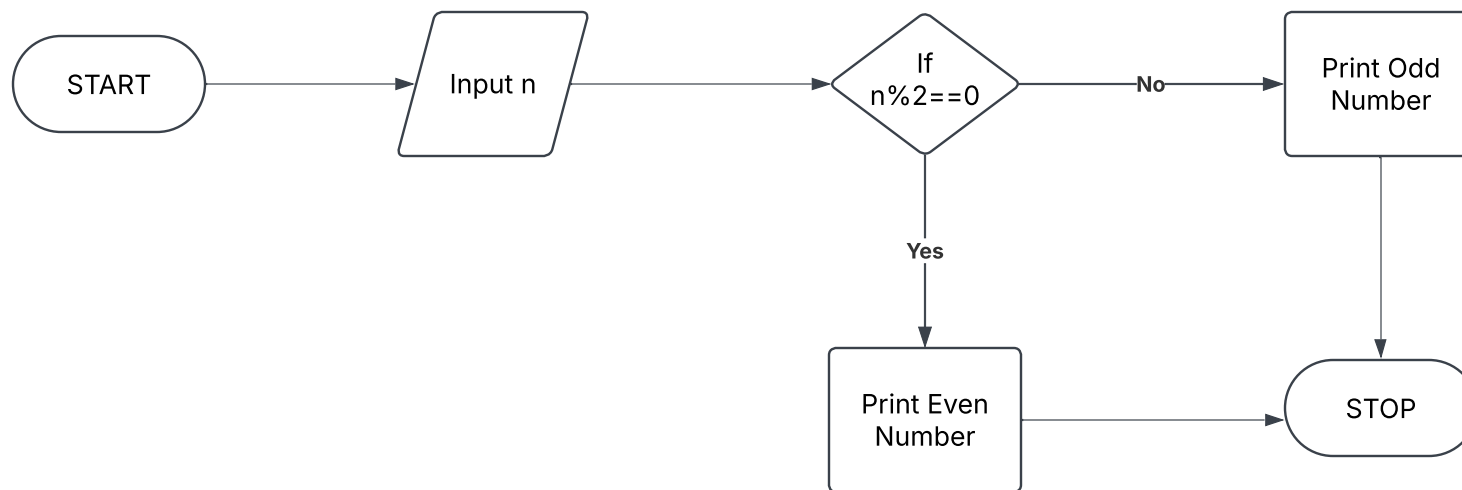 START
Input n
If
n%2==0
No
Print Odd
Number
Yes
Print Even
Number
STOP